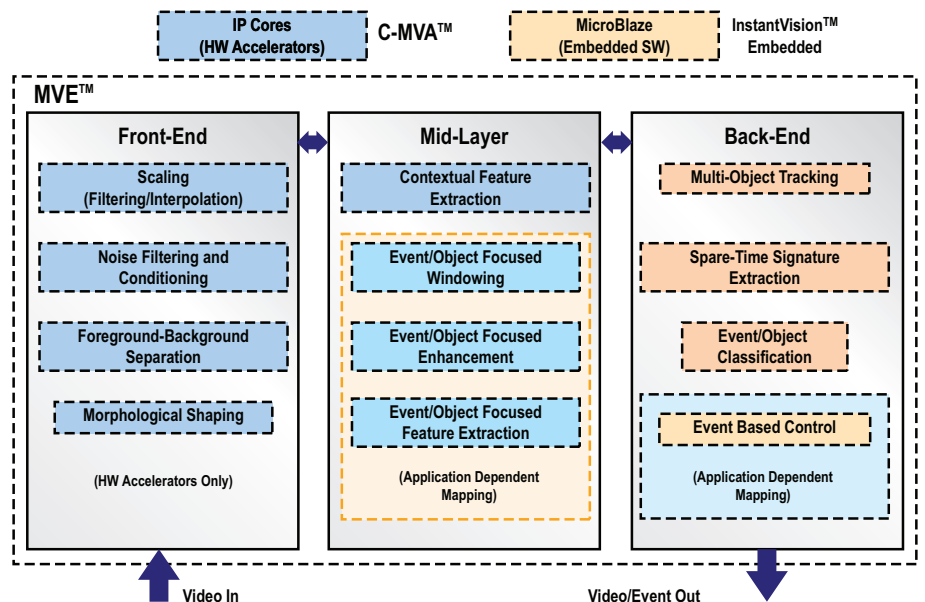 IP Cores
(HW Accelerators)
C-MVA™
MicroBlaze
(Embedded SW)
InstantVision™
Embedded
MVE™
Front-End
Scaling
(Filtering/Interpolation)
Noise Filtering and
Conditioning
Foreground-Background
Separation
Morphological Shaping
(HW Accelerators Only)
Mid-Layer
Contextual Feature
Extraction
Event/Object Focused
Windowing
Event/Object Focused
Enhancement
Event/Object Focused
Feature Extraction
(Application Dependent
Mapping)
Back-End
Multi-Object Tracking
Spare-Time Signature
Extraction
Event/Object
Classification
Event Based Control
(Application Dependent
Mapping)
Video In
Video/Event Out